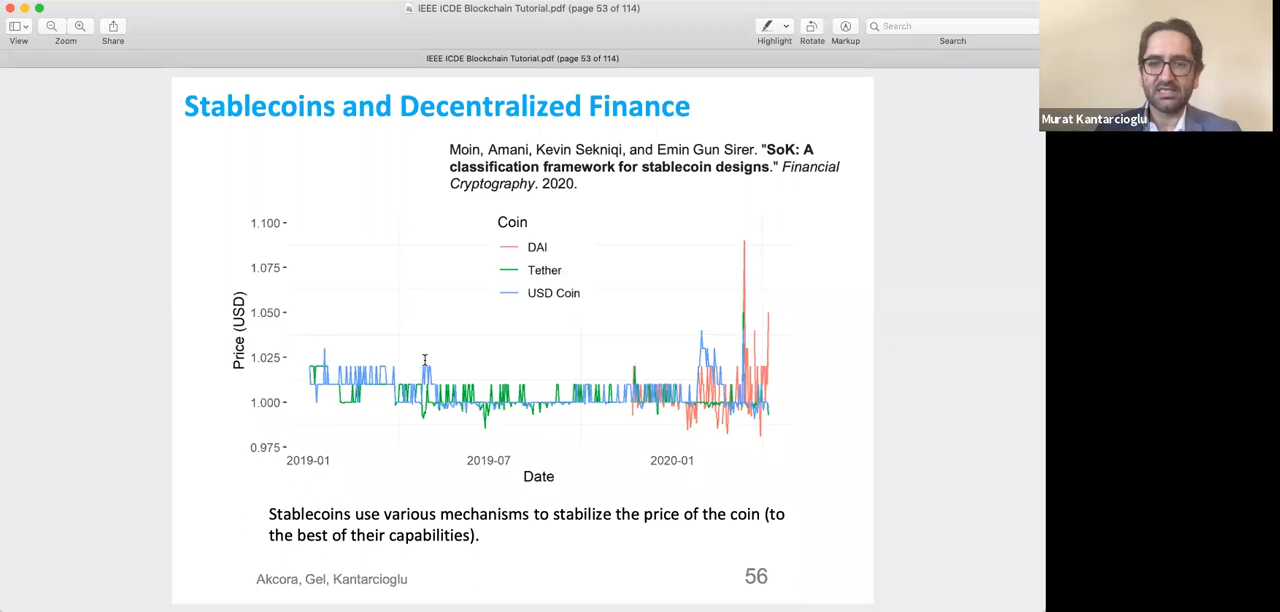 IEEE ICDE Blockchain Tutorial.pdf (page 53 of 114)
View
Zoom
Share
Highlight
Rotate
Markup
Search
Search
IEEE ICDE Blockchain Tutorial.pdf (page 53 of 114)
Murat Kantarcioglu
Stablecoins and Decentralized Finance
Moin, Amani, Kevin Sekniqi, and Emin Gun Sirer. "SoK: A
classification framework for stablecoin designs." Financial
Cryptography. 2020.
Coin
DAI
Tether
USD Coin
Price (USD)
1.100
1.075
1.050
1.025
1.000
0.975
2019-01
2019-07
2020-01
Date
Stablecoins use various mechanisms to stabilize the price of the coin (to
the best of their capabilities).
Akcora, Gel, Kantarcioglu
56